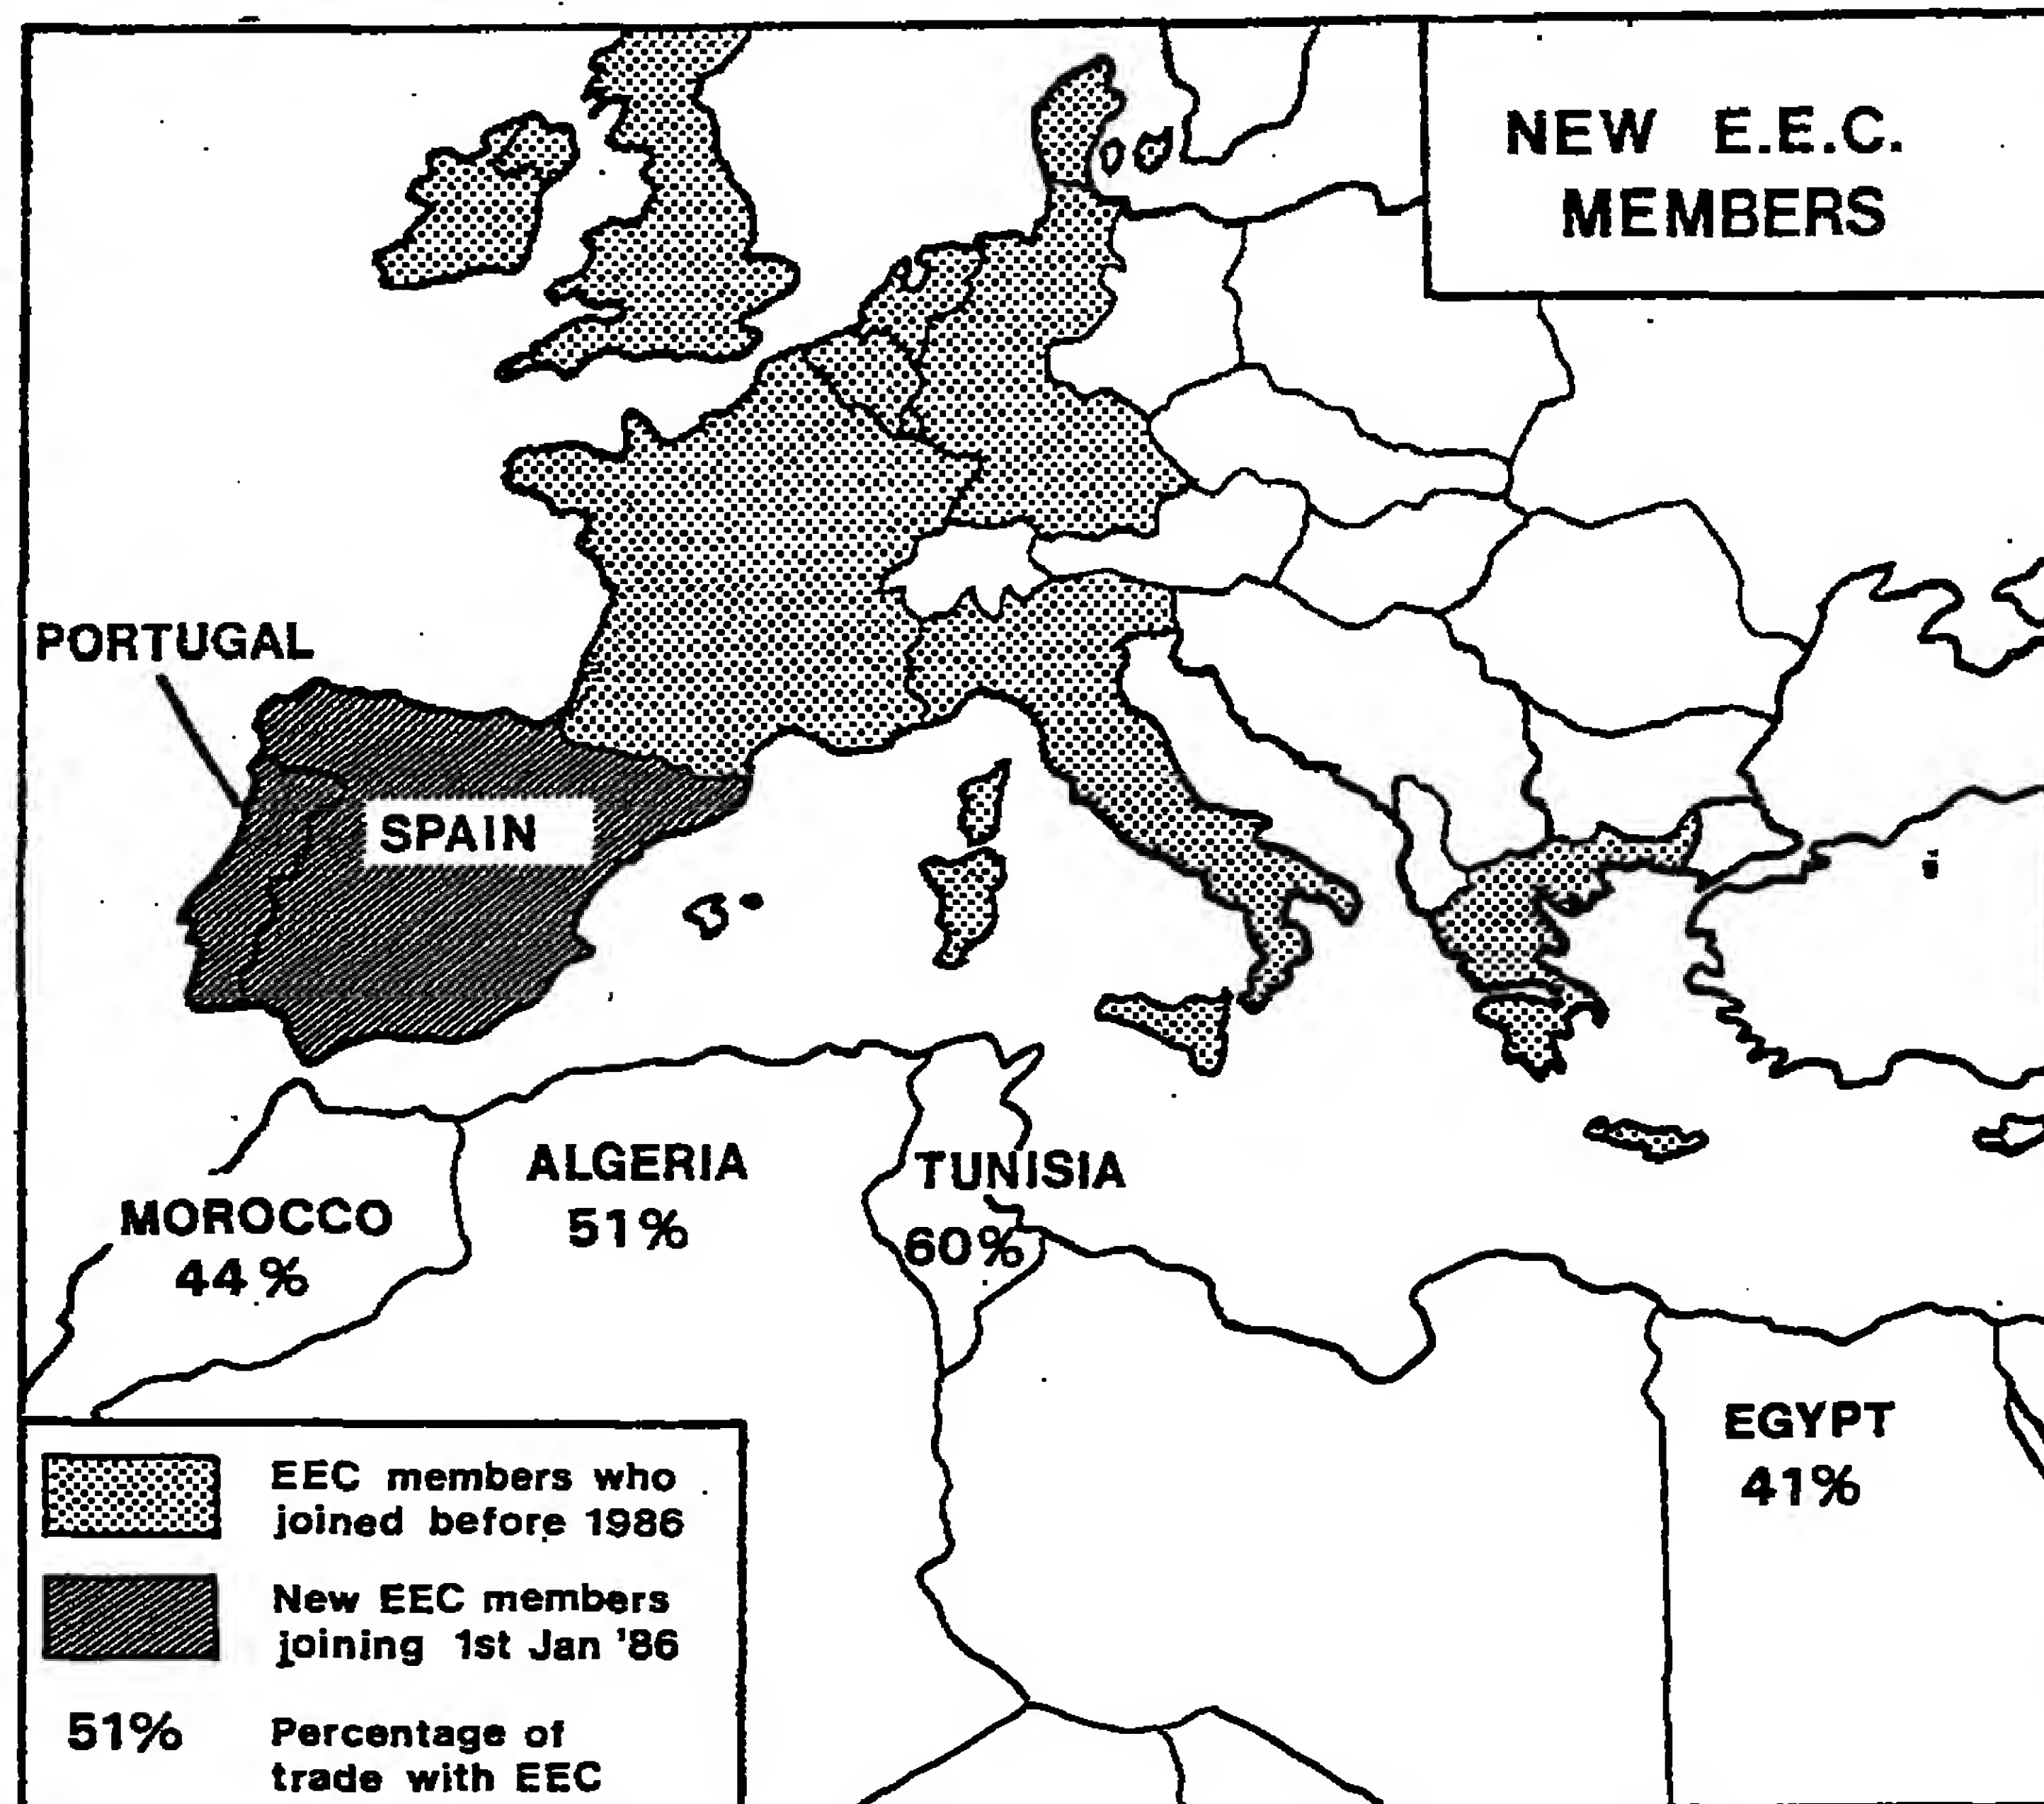 NEW E.E.C.
MEMBERS
PORTUGAL
SPAIN
ALGERIA
51%
TUNISIA
60%
MOROCCO
44%
EGYPT
41%
EEC members who
joined before 1986
New EEC members
joining 1st Jan '86
51%
Percentage of
trade with EEC